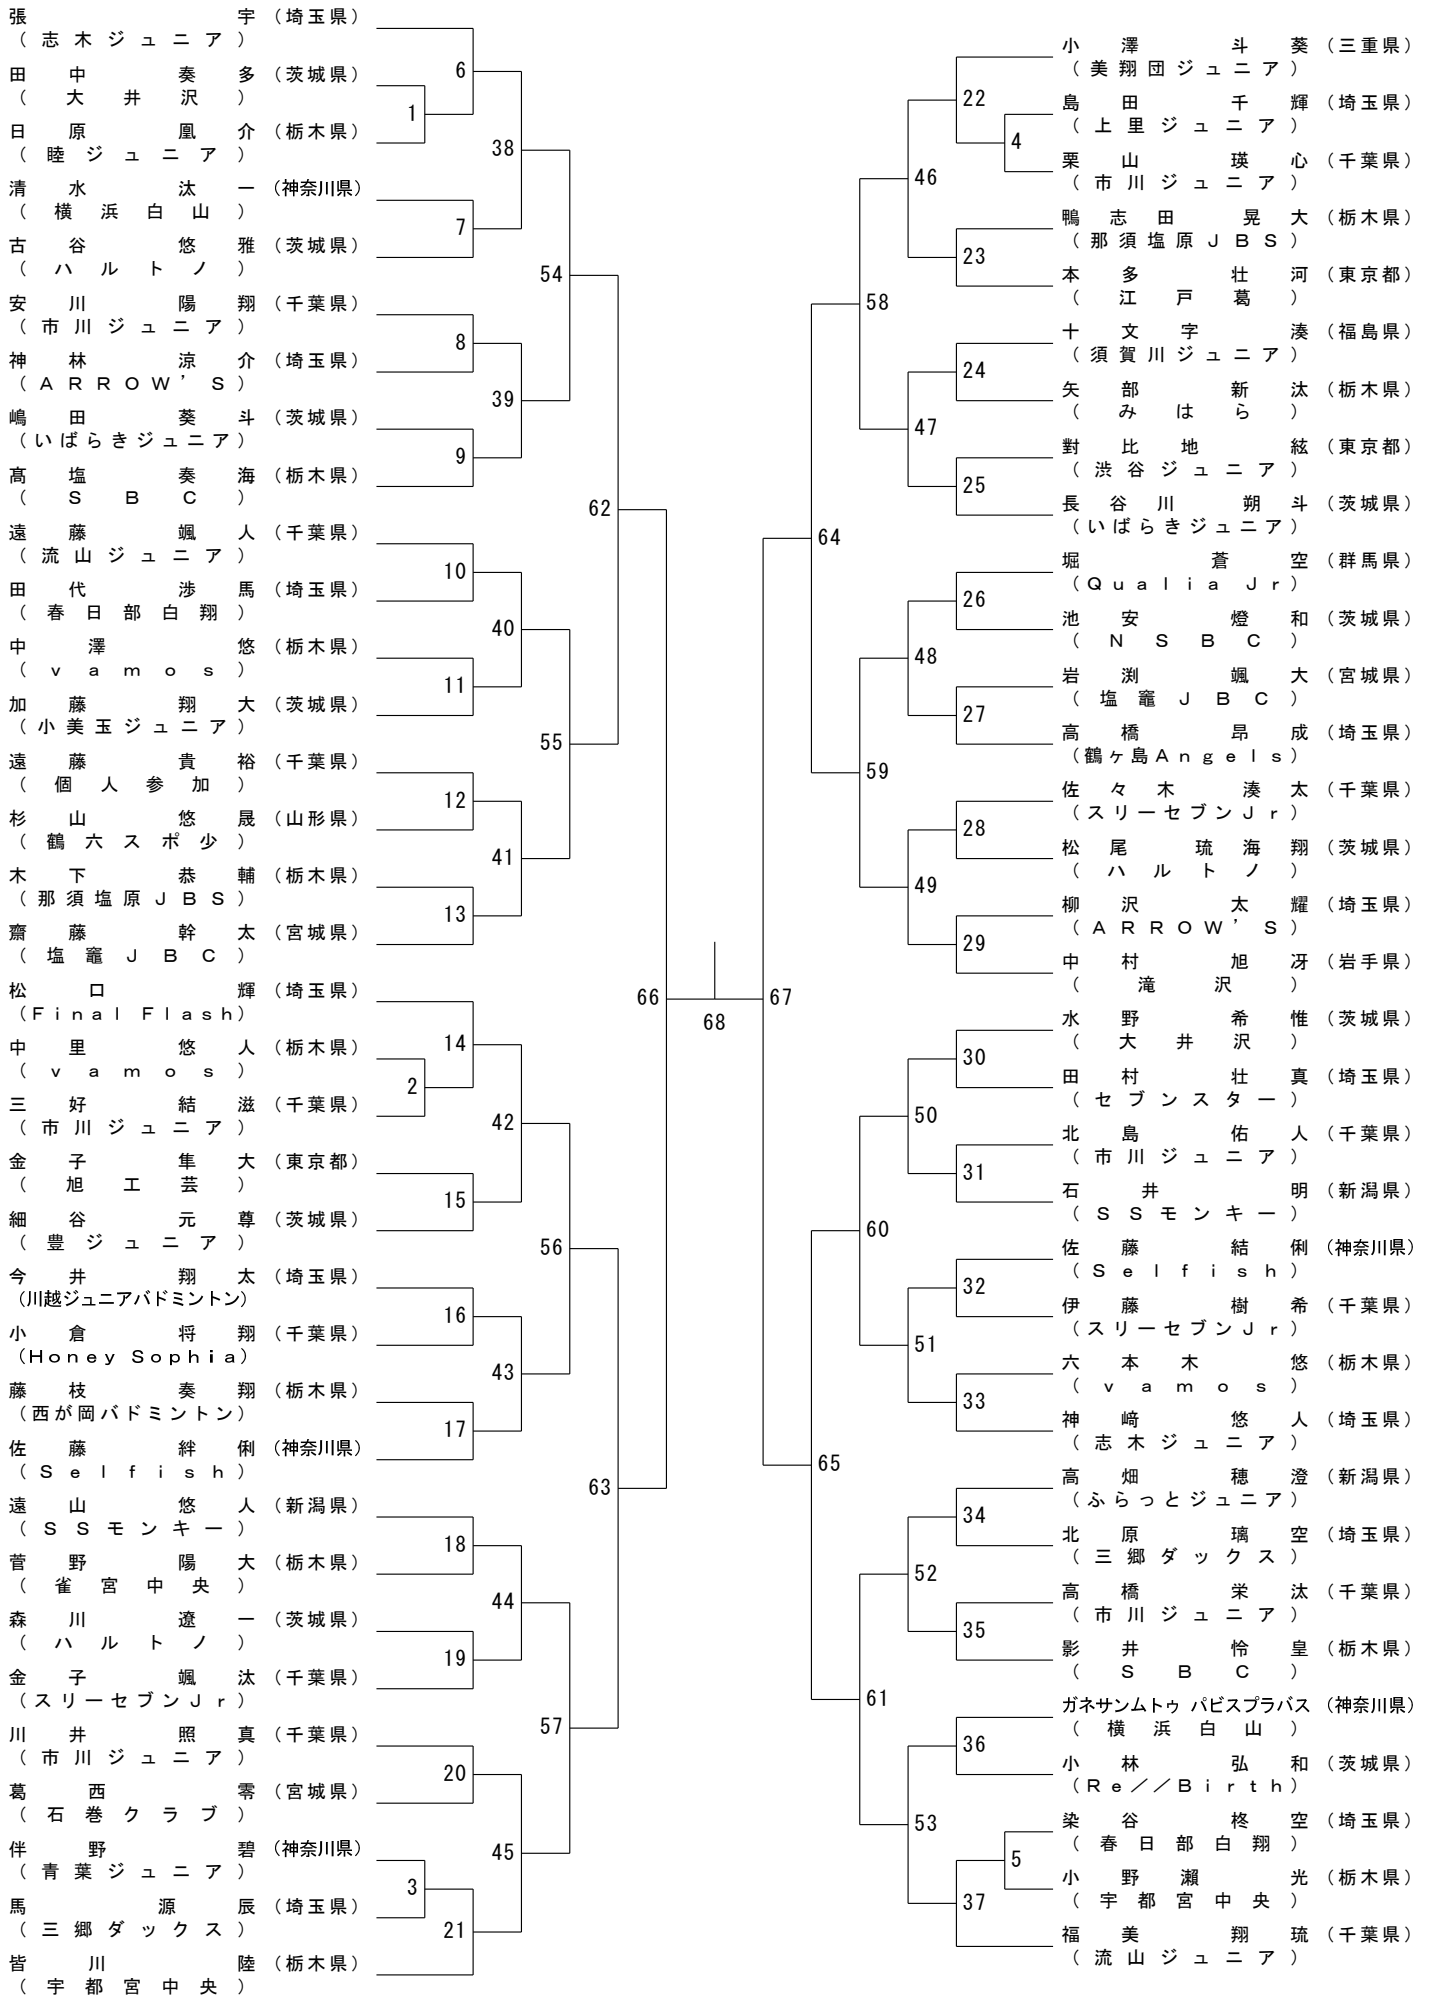 張宇（埼玉県）
（志木ジュニア）
田中奏多（茨城県）
（大井沢）
日原凰介（栃木県）
（睦ジュニア）
清水汰一（神奈川県）
（横浜白山）
古谷悠雅（茨城県）
（ハルトノ）
安川陽翔（千葉県）
（市川ジュニア）
神林涼介（埼玉県）
（ＡＲＲＯＷ’Ｓ）
嶋田葵斗（茨城県）
（いばらきジュニア）
髙塩奏海（栃木県）
（ＳＢＣ）
遠藤颯人（千葉県）
（流山ジュニア）
田代渉馬（埼玉県）
（春日部白翔）
中澤悠（栃木県）
（ｖａｍｏｓ）
加藤翔大（茨城県）
（小美玉ジュニア）
遠藤貴裕（千葉県）
（個人参加）
杉山悠晟（山形県）
（鶴六スポ少）
木下恭輔（栃木県）
（那須塩原ＪＢＳ）
齋藤幹太（宮城県）
（塩竈ＪＢＣ）
松口輝（埼玉県）
（Ｆｉｎａｌ Ｆｌａｓｈ）
中里悠人（栃木県）
（ｖａｍｏｓ）
三好結滋（千葉県）
（市川ジュニア）
金子隼大（東京都）
（旭工芸）
細谷元尊（茨城県）
（豊ジュニア）
今井翔太（埼玉県）
（川越ジュニアバドミントン）
小倉将翔（千葉県）
（Ｈｏｎｅｙ Ｓｏｐｈｉａ）
藤枝奏翔（栃木県）
（西が岡バドミントン）
佐藤絆俐（神奈川県）
（Ｓｅｌｆｉｓｈ）
遠山悠人（新潟県）
（ＳＳモンキー）
菅野陽大（栃木県）
（雀宮中央）
森川遼一（茨城県）
（ハルトノ）
金子颯汰（千葉県）
（スリーセブンＪｒ）
川井照真（千葉県）
（市川ジュニア）
葛西零（宮城県）
（石巻クラブ）
伴野碧（神奈川県）
（青葉ジュニア）
馬源辰（埼玉県）
（三郷ダックス）
皆川陸（栃木県）
（宇都宮中央）
1
2
3
6
7
8
9
10
11
12
13
14
15
16
17
18
19
20
21
38
39
40
41
42
43
44
45
54
55
56
57
62
63
66
68
67
64
65
58
59
60
61
46
47
48
49
50
51
52
53
22
23
24
25
26
27
28
29
30
31
32
33
34
35
36
37
4
5
小澤斗葵（三重県）
（美翔団ジュニア）
島田千輝（埼玉県）
（上里ジュニア）
栗山瑛心（千葉県）
（市川ジュニア）
鴨志田晃大（栃木県）
（那須塩原ＪＢＳ）
本多壮河（東京都）
（江戸葛）
十文字湊（福島県）
（須賀川ジュニア）
矢部新汰（栃木県）
（みはら）
對比地絃（東京都）
（渋谷ジュニア）
長谷川朔斗（茨城県）
（いばらきジュニア）
堀蒼空（群馬県）
（Ｑｕａｌｉａ Ｊｒ）
池安燈和（茨城県）
（ＮＳＢＣ）
岩渕颯大（宮城県）
（塩竈ＪＢＣ）
高橋昂成（埼玉県）
（鶴ヶ島Ａｎｇｅｌｓ）
佐々木湊太（千葉県）
（スリーセブンＪｒ）
松尾琉海翔（茨城県）
（ハルトノ）
柳沢太耀（埼玉県）
（ＡＲＲＯＷ’Ｓ）
中村旭冴（岩手県）
（滝沢）
水野希惟（茨城県）
（大井沢）
田村壮真（埼玉県）
（セブンスター）
北島佑人（千葉県）
（市川ジュニア）
石井明（新潟県）
（ＳＳモンキー）
佐藤結俐（神奈川県）
（Ｓｅｌｆｉｓｈ）
伊藤樹希（千葉県）
（スリーセブンＪｒ）
六本木悠（栃木県）
（ｖａｍｏｓ）
神﨑悠人（埼玉県）
（志木ジュニア）
高畑穂澄（新潟県）
（ふらっとジュニア）
北原璃空（埼玉県）
（三郷ダックス）
高橋栄汰（千葉県）
（市川ジュニア）
影井怜皇（栃木県）
（ＳＢＣ）
ガネサンムトゥ パビスプラバス（神奈川県）
（横浜白山）
小林弘和（茨城県）
（Ｒｅ／／Ｂｉｒｔｈ）
染谷柊空（埼玉県）
（春日部白翔）
小野瀬光（栃木県）
（宇都宮中央）
福美翔琉（千葉県）
（流山ジュニア）